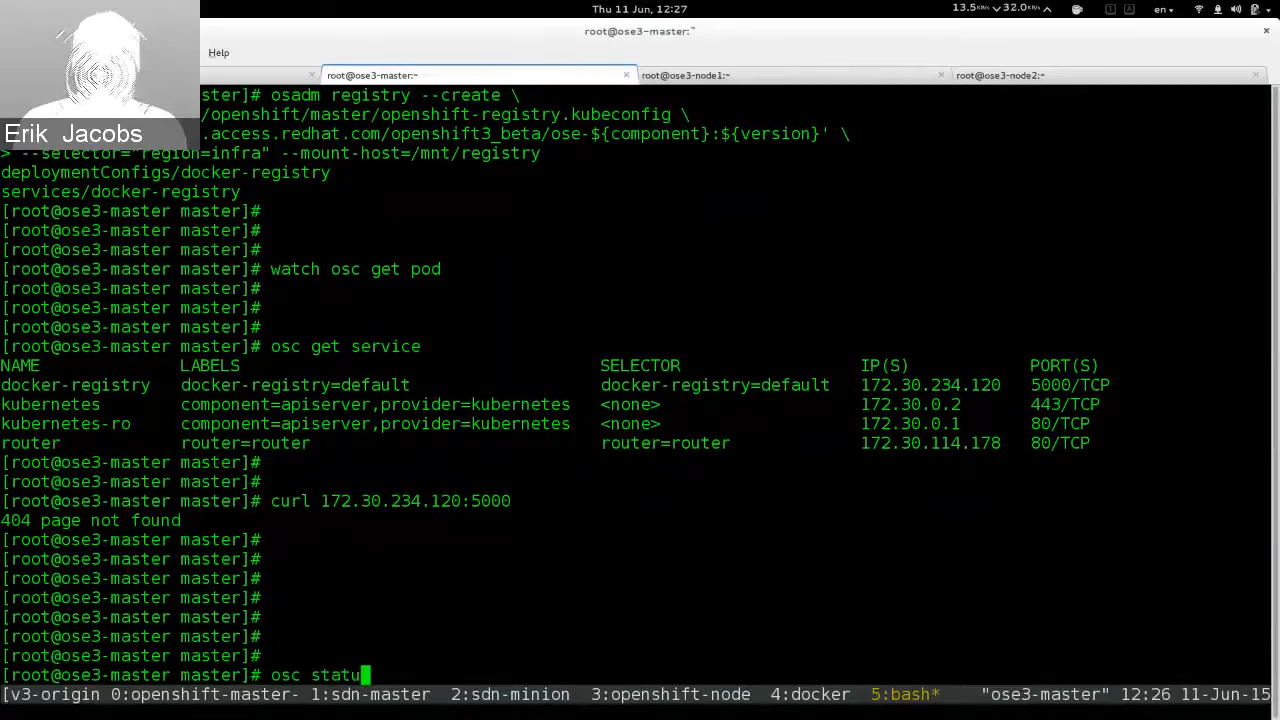 Thu 11 Jun, 12:27
13.5 KB/s 32.0 KB/s
en
root@ose3-master:~
Help
root@ose3-master:~
root@ose3-node1:~
root@ose3-node2:~
Erik Jacobs
ster]# osadm registry --create \
/openshift/master/openshift-registry.kubeconfig \
.access.redhat.com/openshift3_beta/ose-${component}:${version}' \
> --selector="region=infra" --mount-host=/mnt/registry
deploymentConfigs/docker-registry
services/docker-registry
[root@ose3-master master]#
[root@ose3-master master]#
[root@ose3-master master]#
[root@ose3-master master]# watch osc get pod
[root@ose3-master master]#
[root@ose3-master master]#
[root@ose3-master master]#
[root@ose3-master master]# osc get service
NAME LABELS SELECTOR IP(S) PORT(S)
docker-registry docker-registry=default docker-registry=default 172.30.234.120 5000/TCP
kubernetes component=apiserver,provider=kubernetes <none> 172.30.0.2 443/TCP
kubernetes-ro component=apiserver,provider=kubernetes <none> 172.30.0.1 80/TCP
router router=router router=router 172.30.114.178 80/TCP
[root@ose3-master master]#
[root@ose3-master master]#
[root@ose3-master master]# curl 172.30.234.120:5000
404 page not found
[root@ose3-master master]#
[root@ose3-master master]#
[root@ose3-master master]#
[root@ose3-master master]#
[root@ose3-master master]#
[root@ose3-master master]#
[root@ose3-master master]#
[root@ose3-master master]# osc statu
[v3-origin 0:openshift-master- 1:sdn-master 2:sdn-minion 3:openshift-node 4:docker 5:bash* "ose3-master" 12:26 11-Jun-15